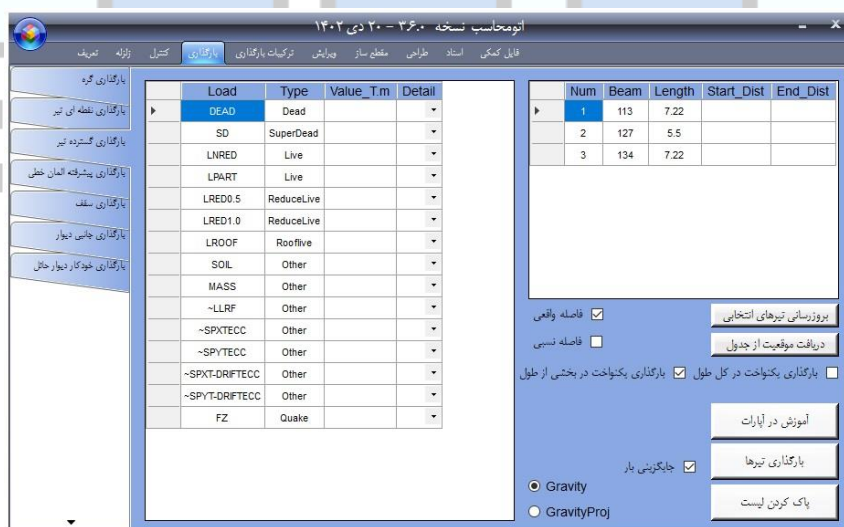 اتومحاسب نسخه ۳.۶.۰ - ۲۰ دی ۱۴۰۲
تعریف زلزله کنترل بارگذاری ترکیبات بارگذاری ویرایش مقطع ساز طراحی اسناد فایل کمکی
بارگذاری گره
بارگذاری نقطه ای تیر
بارگذاری گسترده تیر
بارگذاری پیشرفته المان خطی
بارگذاری سقف
بارگذاری جانبی دیوار
بارگذاری خودکار دیوار حائل
Load Type Value_T.m Detail
DEAD Dead
SD SuperDead
LNRED Live
LPART Live
LRED0.5 ReduceLive
LRED1.0 ReduceLive
LROOF Rooflive
SOIL Other
MASS Other
~LLRF Other
~SPXTECC Other
~SPYTECC Other
~SPXT-DRIFTECC Other
~SPYT-DRIFTECC Other
FZ Quake
Num Beam Length Start_Dist End_Dist
1 113 7.22
2 127 5.5
3 134 7.22
بروزرسانی تیرهای انتخابی
فاصله واقعی
دریافت موقعیت از جدول
فاصله نسبی
بارگذاری یکنواخت در کل طول
بارگذاری یکنواخت در بخشی از طول
آموزش در آپارات
بارگذاری تیرها
جایگزینی بار
Gravity
GravityProj
پاک کردن لیست